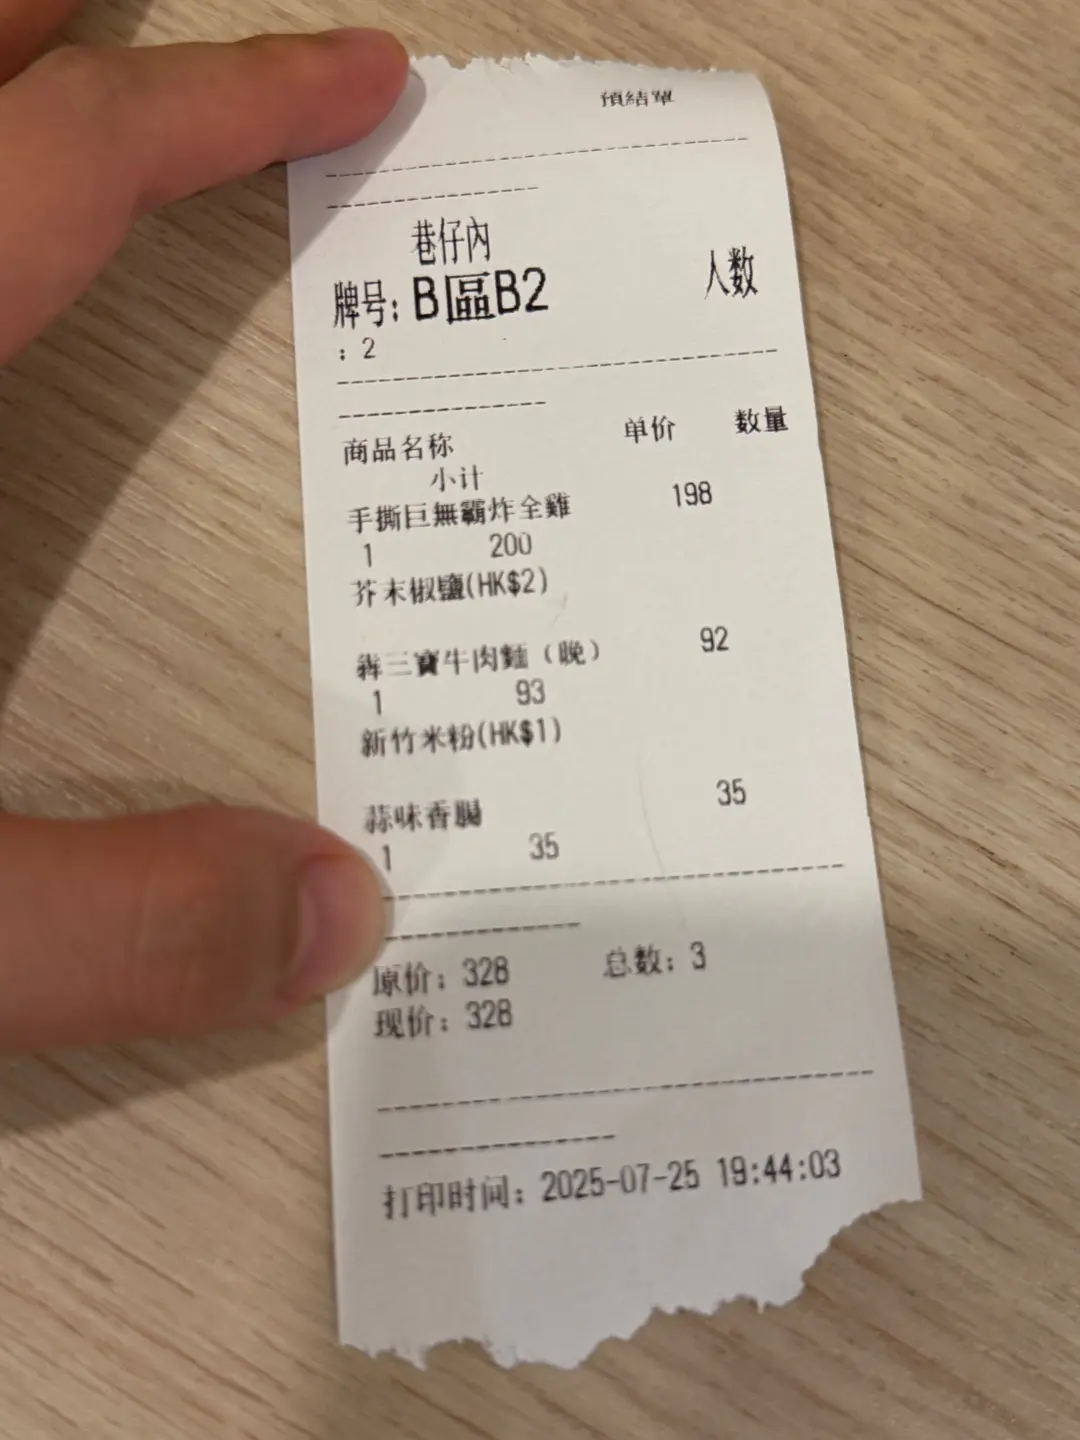 預結單
巷仔內
牌号：B區B2 人数
：2
商品名称 单价 数量
小计
手撕巨無霸炸全雞 198
1 200
芥末椒鹽(HK$2)
犇三寶牛肉麵（晚） 92
1 93
新竹米粉(HK$1)
蒜味香腸 35
1 35
原价：328 总数：3
现价：328
打印时间：2025-07-25 19:44:03